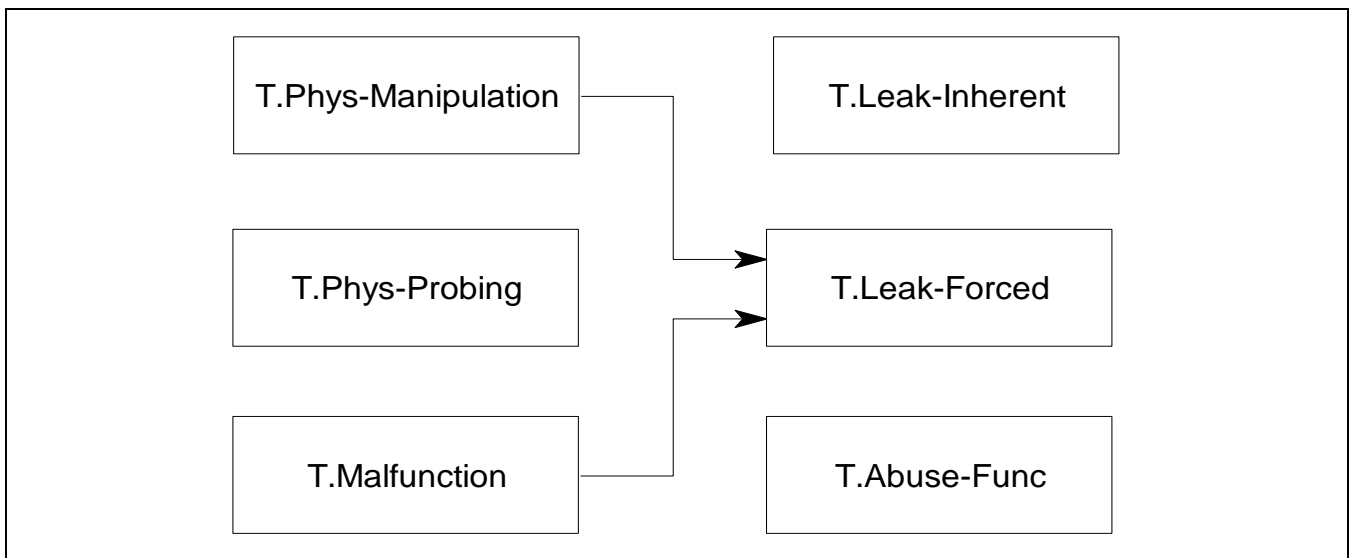 T.Phys-Manipulation
T.Leak-Inherent
T.Phys-Probing
T.Leak-Forced
T.Malfunction
T.Abuse-Func